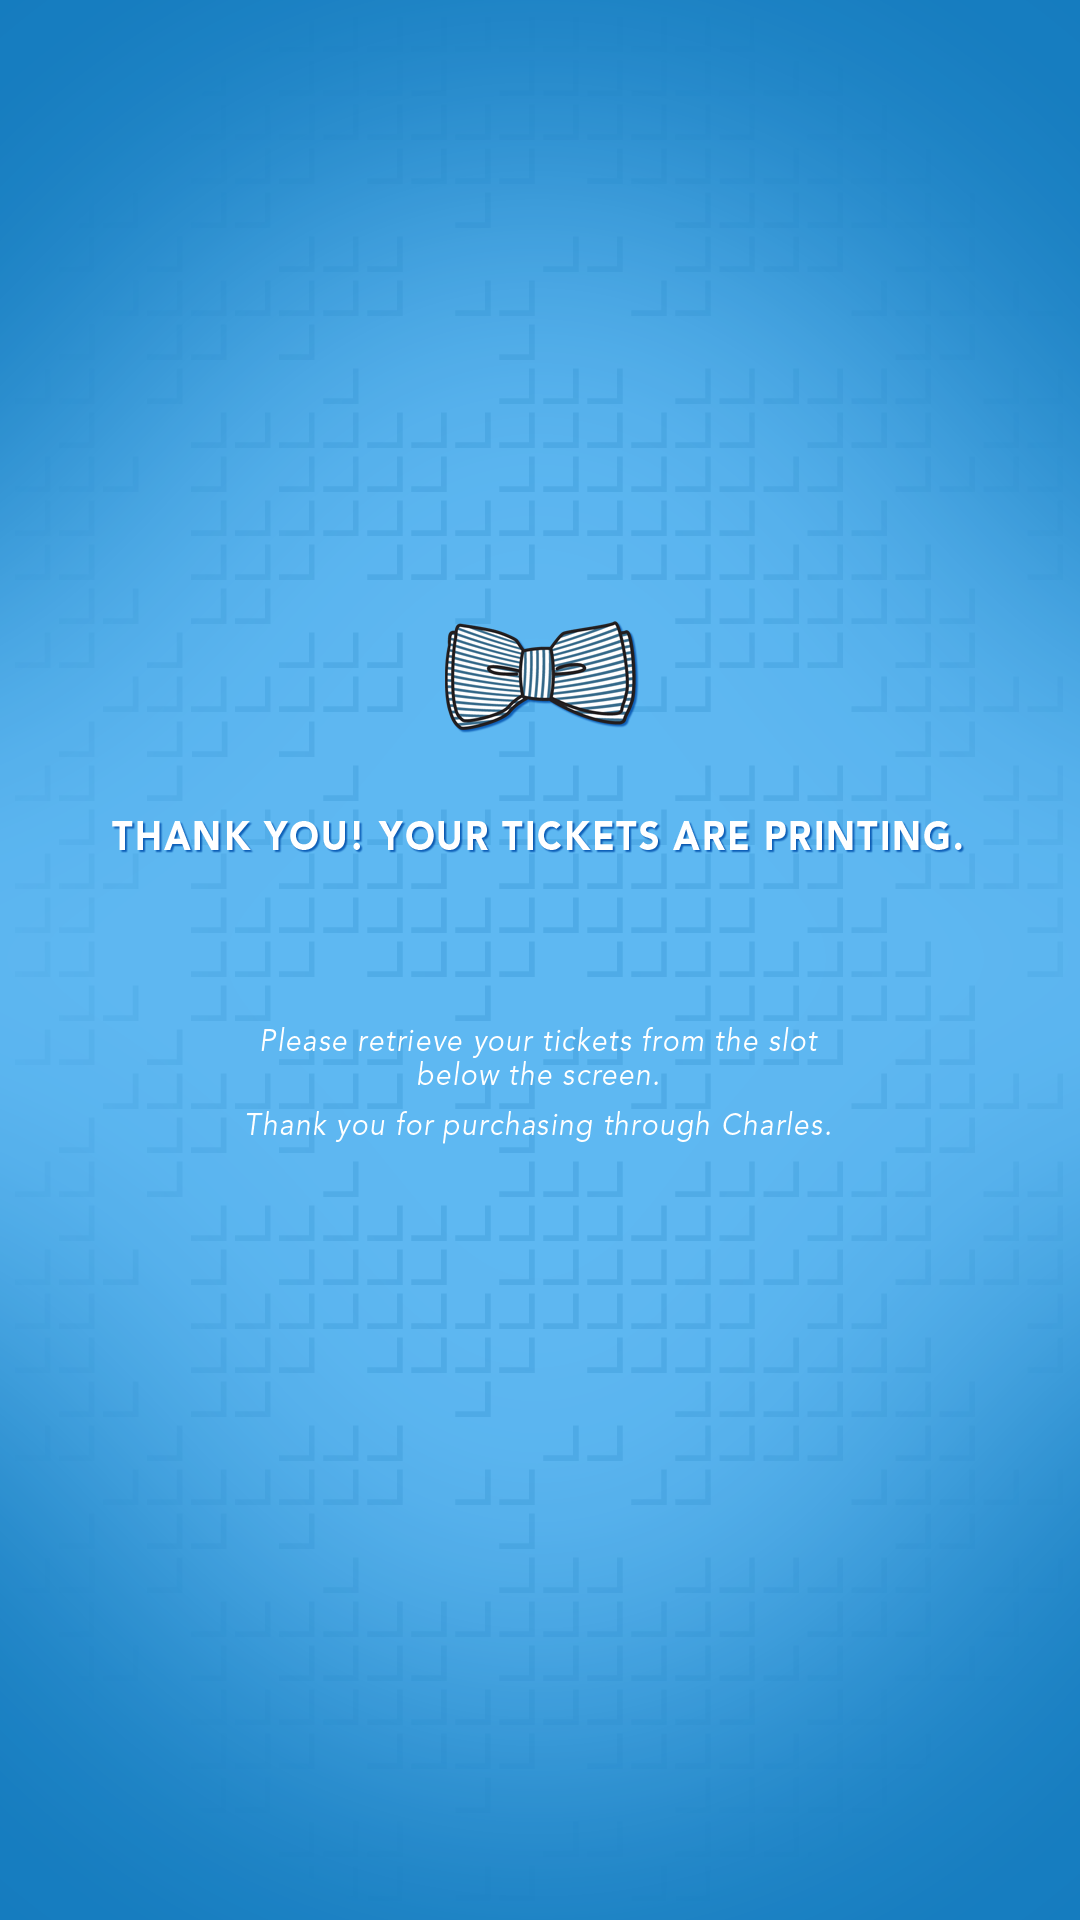 THANK YOU! YOUR TICKETS ARE PRINTING.
Please retrieve your tickets from the slot
below the screen.
Thank you for purchasing through Charles.